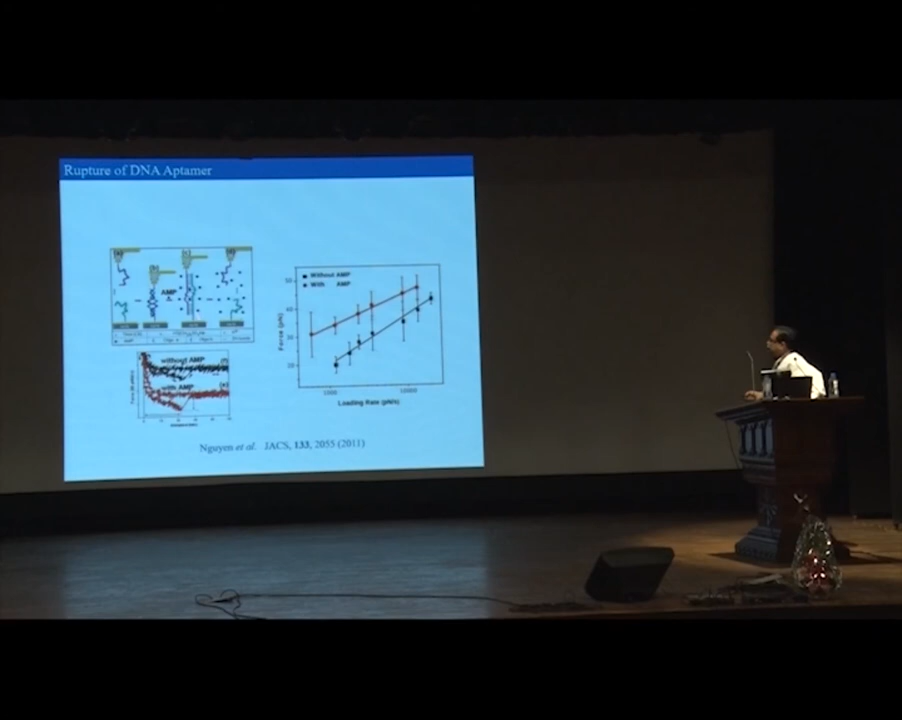 Rupture of DNA Aptamer
(a)
(b)
(c)
(d)
AMP
without AMP
with AMP
(e)
Without AMP
With AMP
Force (pN)
Loading Rate (pN/s)
Nguyen et al. JACS, 133, 2055 (2011)